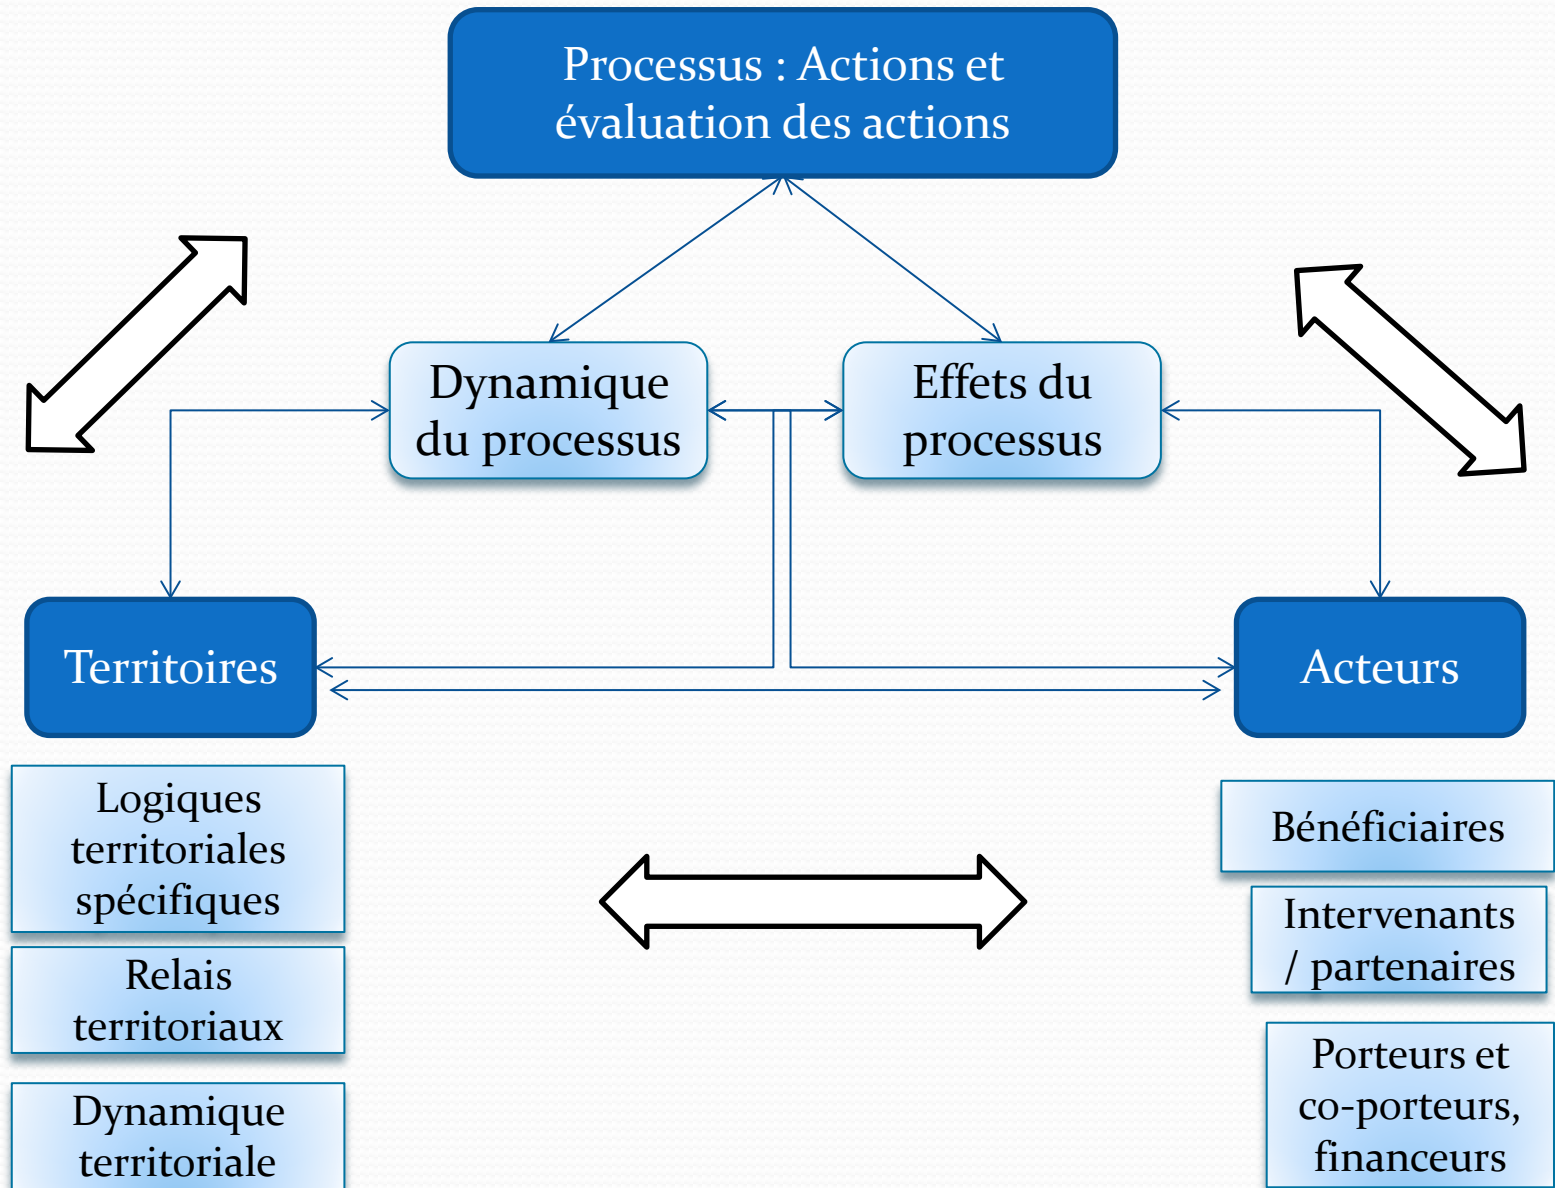 Processus : Actions et
évaluation des actions
Dynamique
du processus
Effets du
processus
Territoires
Acteurs
Logiques
territoriales
spécifiques
Relais
territoriaux
Dynamique
territoriale
Bénéficiaires
Intervenants
/ partenaires
Porteurs et
co-porteurs,
financeurs